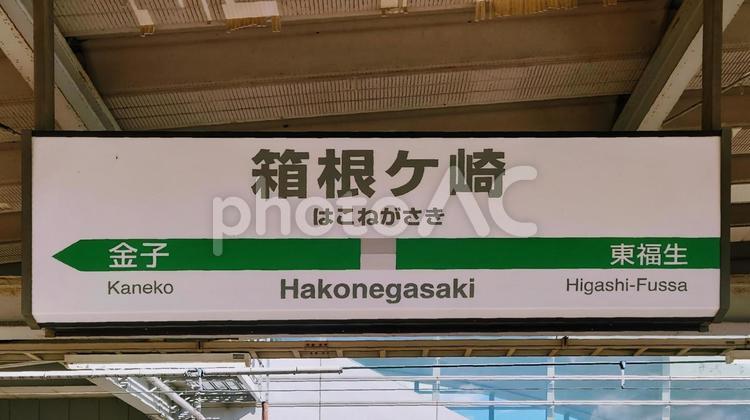 箱根ケ崎
はこねがさき
金子
東福生
Kaneko
Hakonegasaki
Higashi-Fussa
photoAC